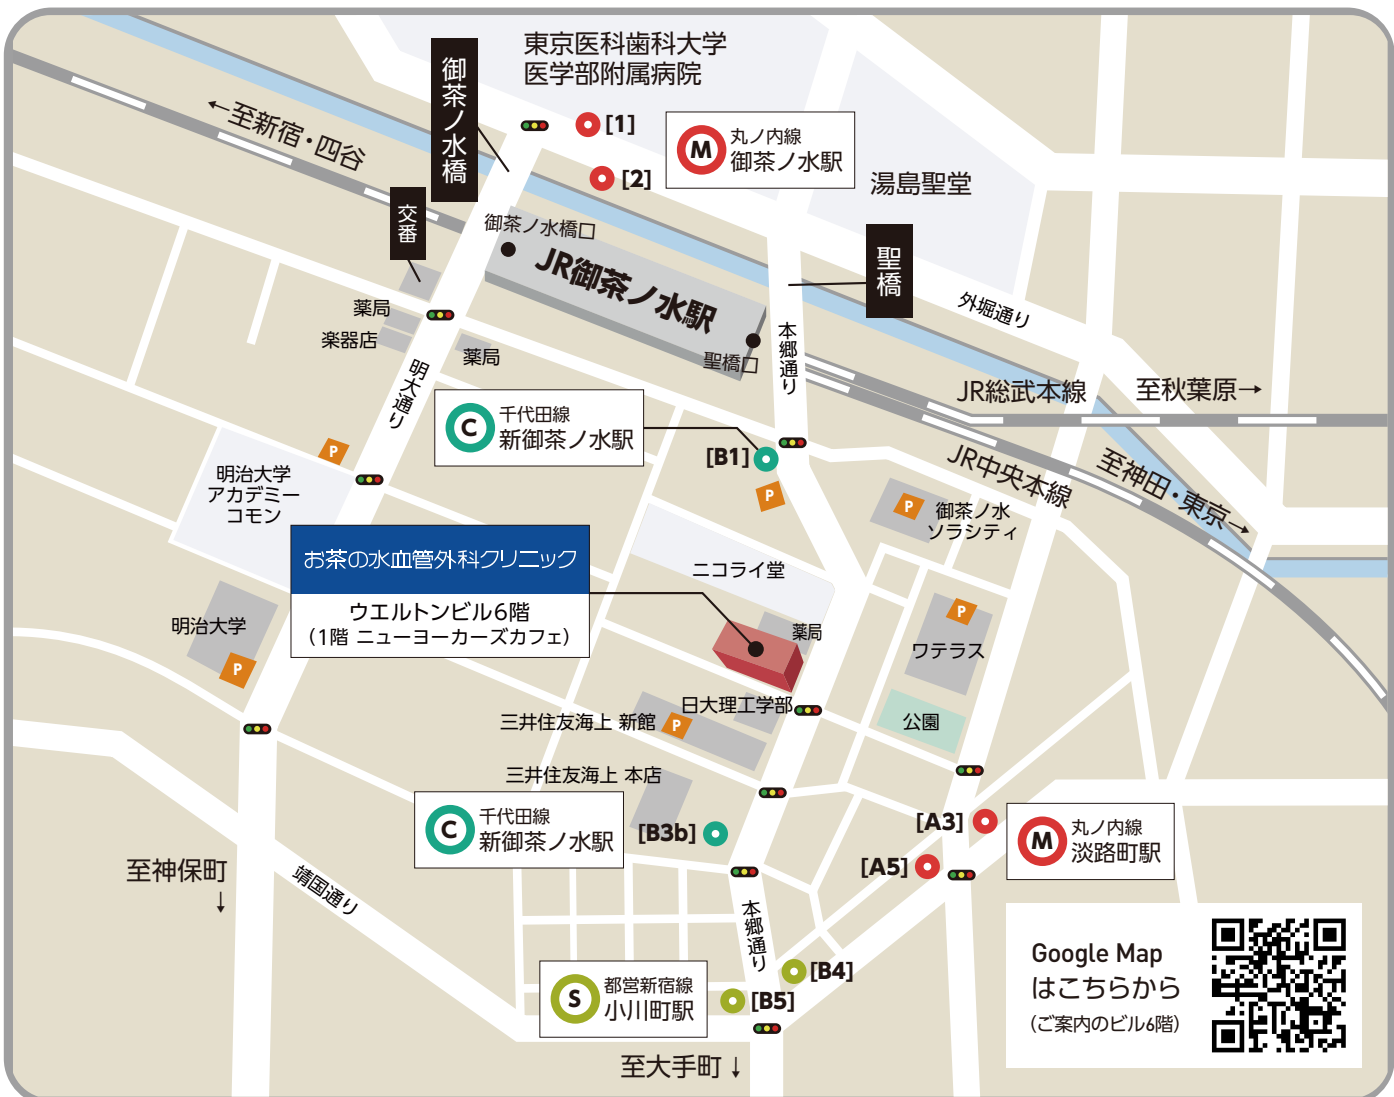 東京医科歯科大学
医学部附属病院
御茶ノ水橋
←至新宿・四谷
[1]
[2]
M
丸ノ内線
御茶ノ水駅
湯島聖堂
交番
御茶ノ水橋口
JR御茶ノ水駅
聖橋口
聖橋
外堀通り
本郷通り
薬局
楽器店
薬局
明大通り
JR総武本線
至秋葉原→
C
千代田線
新御茶ノ水駅
[B1]
P
P
JR中央本線
至神田・東京→
明治大学
アカデミー
コモン
P
御茶ノ水
ソラシティ
お茶の水血管外科クリニック
ウエルトンビル6階
(1階 ニューヨーカーズカフェ)
ニコライ堂
薬局
P
ワテラス
明治大学
P
日大理工学部
三井住友海上 新館
P
公園
三井住友海上 本店
C
千代田線
新御茶ノ水駅
[B3b]
[A3]
[A5]
M
丸ノ内線
淡路町駅
至神保町
↓
靖国通り
本郷通り
[B4]
[B5]
S
都営新宿線
小川町駅
至大手町↓
Google Map
はこちらから
(ご案内のビル6階)